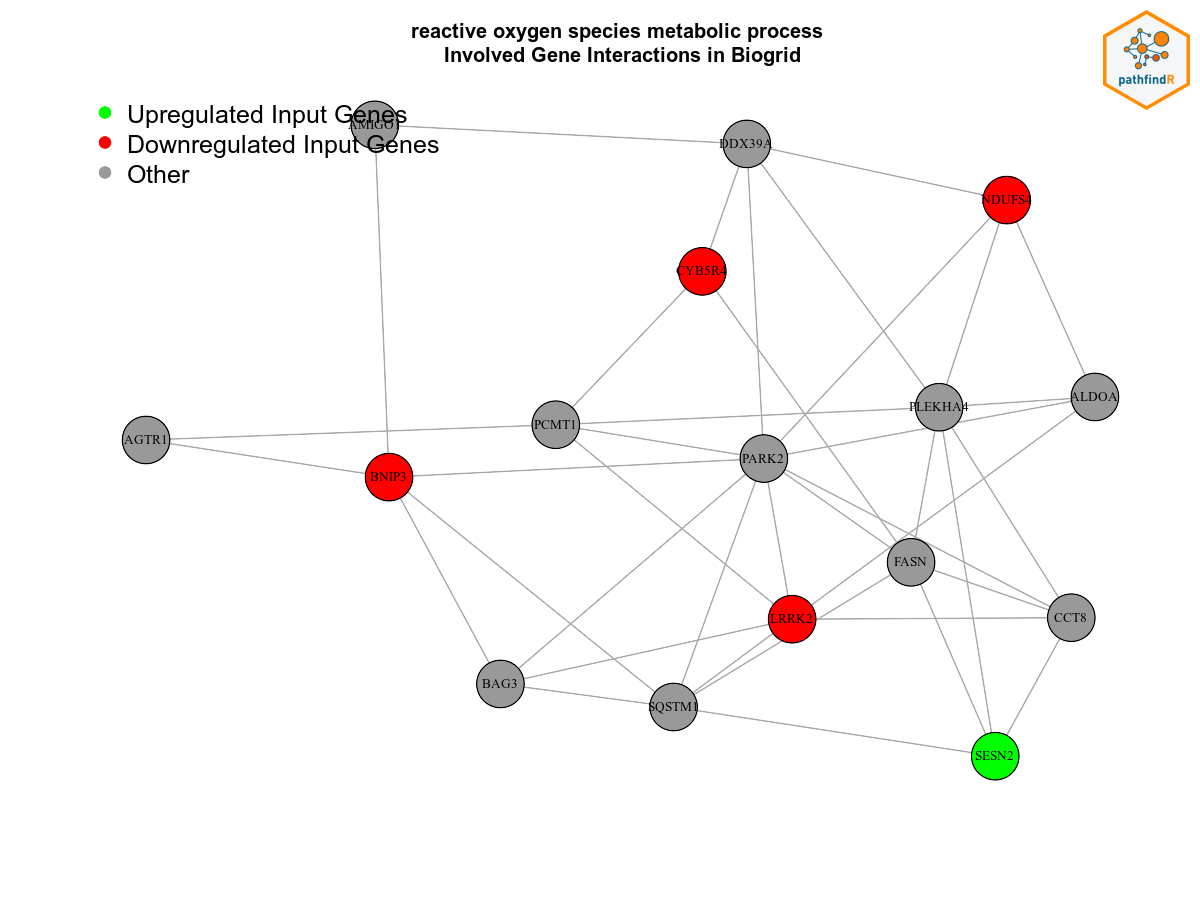 reactive oxygen species metabolic process
Involved Gene Interactions in Biogrid
pathfindR
Upregulated Input Genes
Downregulated Input Genes
Other
AMIGO1
DDX39A
NDUFS4
CYB5R4
ALDOA
PLEKHA4
PCMT1
AGTR1
PARK2
BNIP3
FASN
CCT8
LRRK2
BAG3
SQSTM1
SESN2